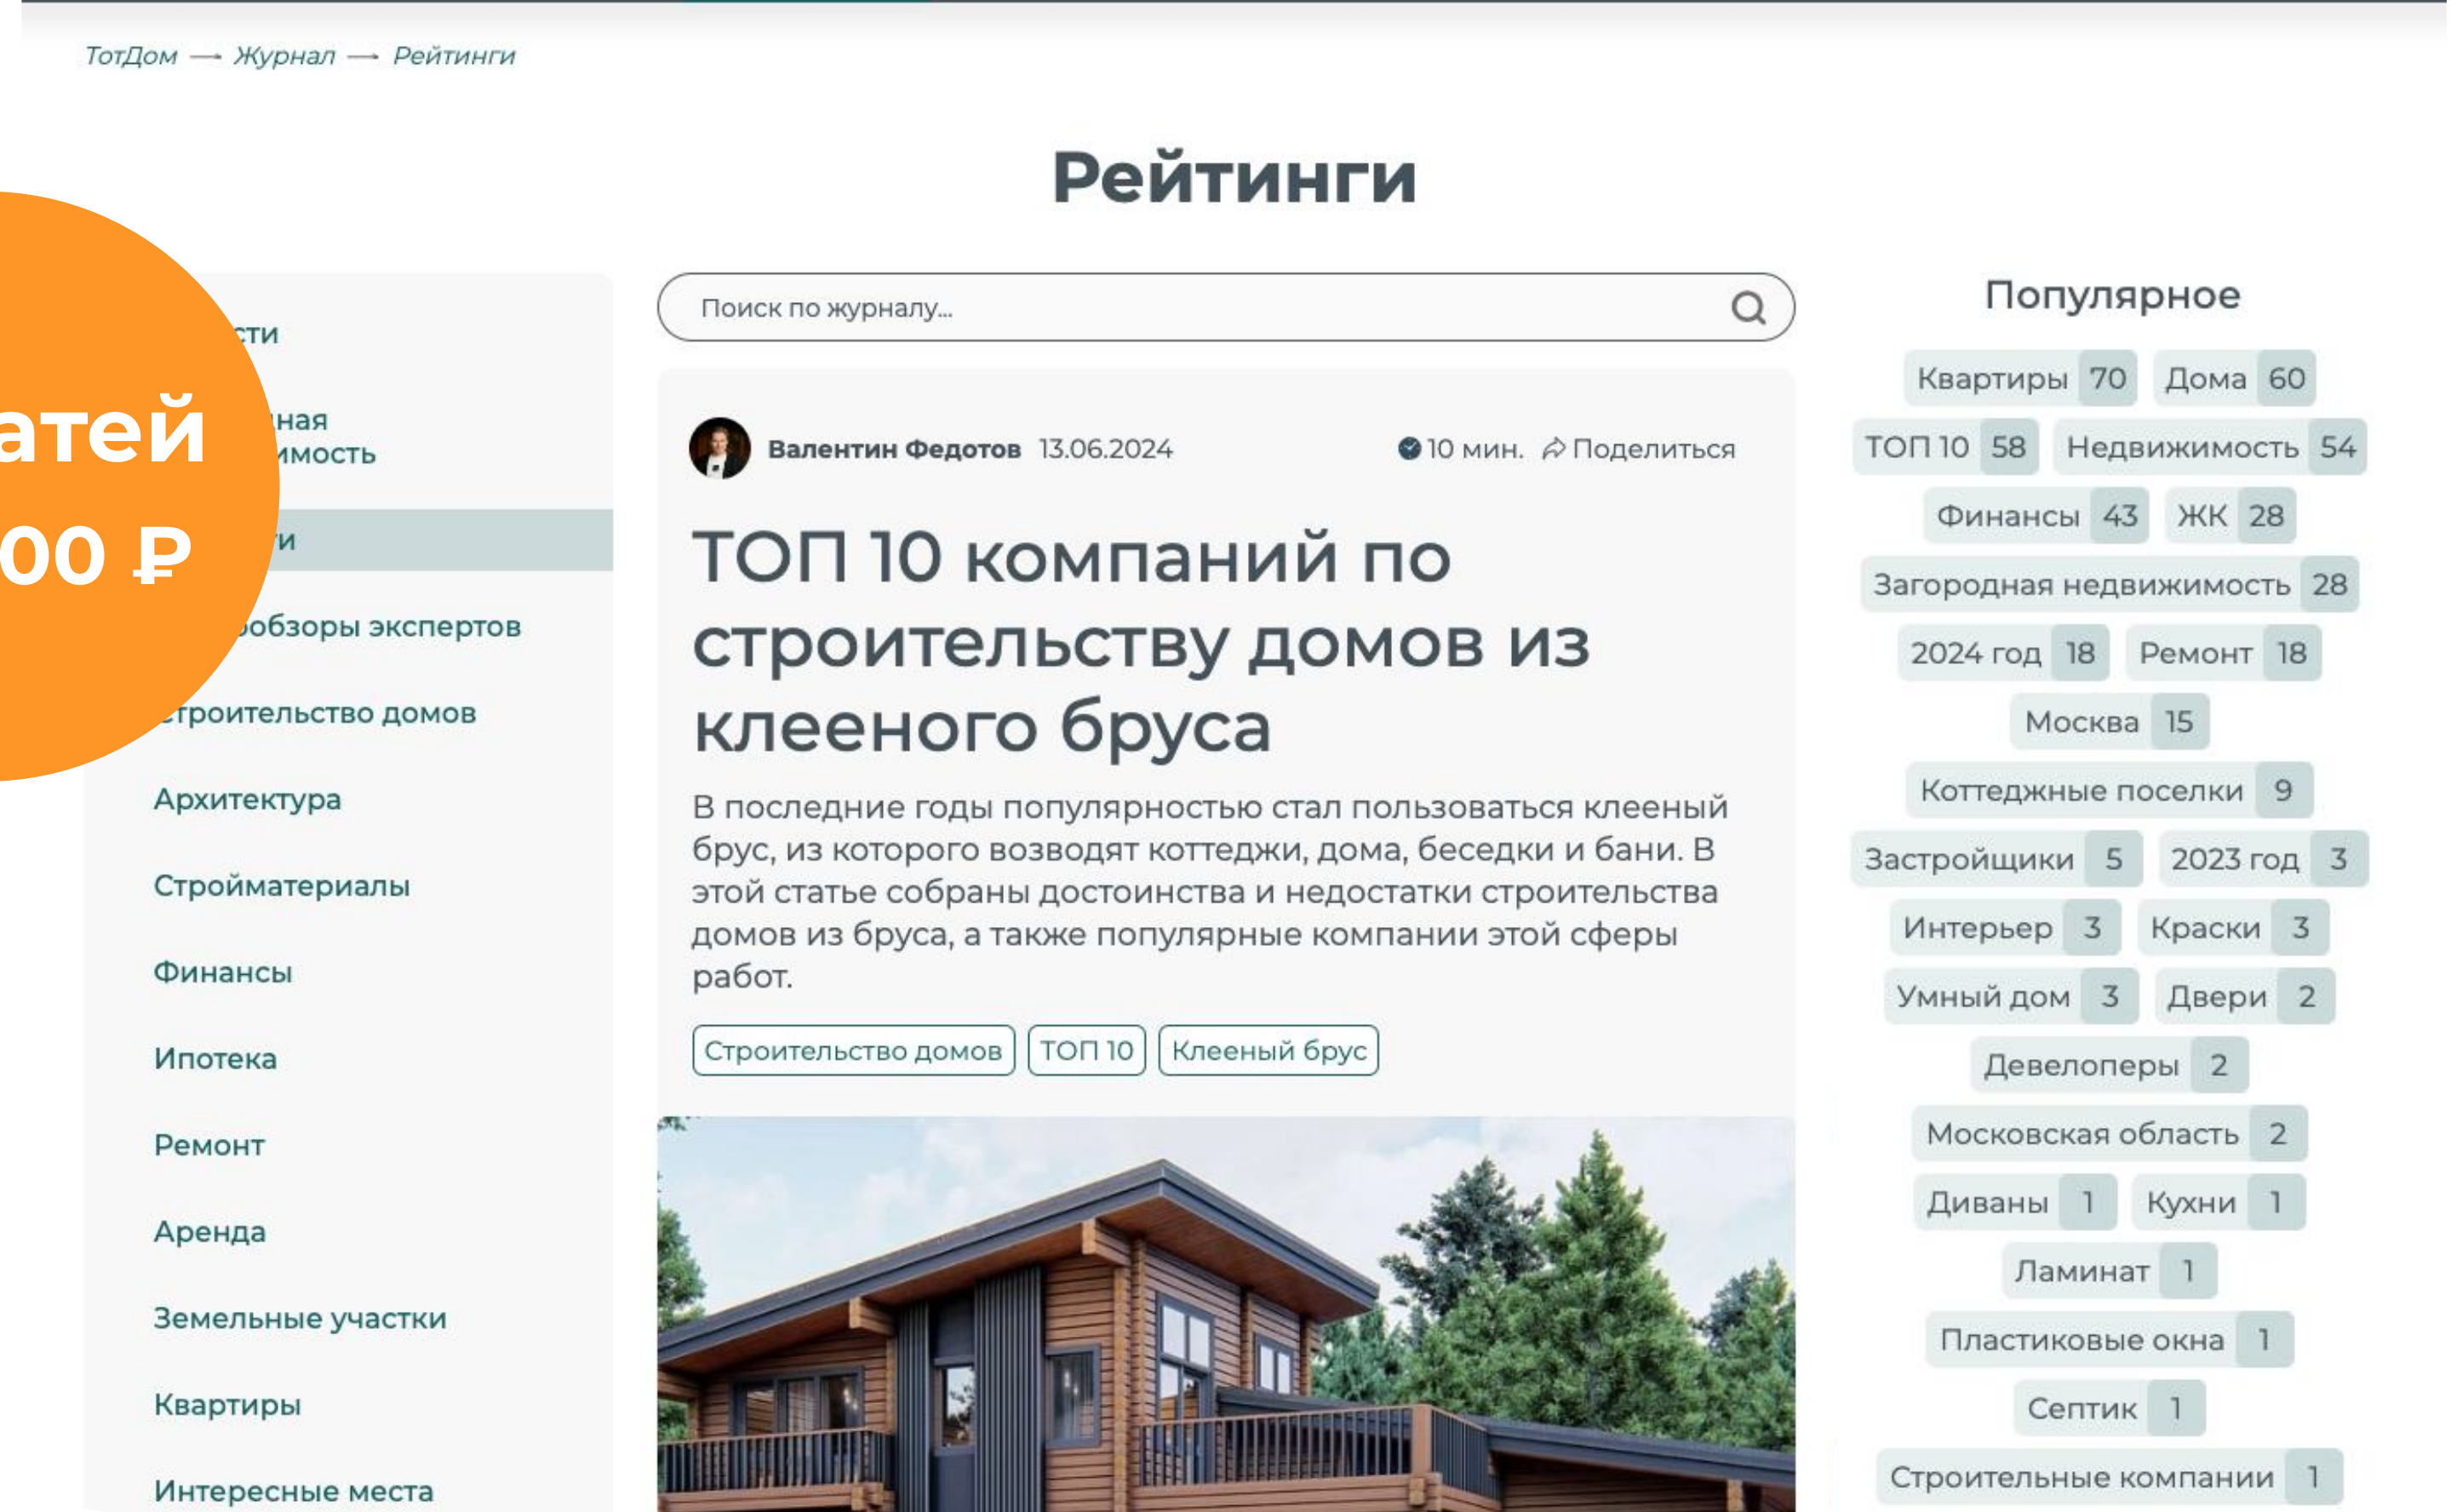 ТотДом — Журнал — Рейтинги
Рейтинги
атей
00 ₽
сти
ная
имость
ти
ообзоры экспертов
Строительство домов
Архитектура
Стройматериалы
Финансы
Ипотека
Ремонт
Аренда
Земельные участки
Квартиры
Интересные места
Поиск по журналу...
Валентин Федотов 13.06.2024 10 мин. Поделиться
ТОП 10 компаний по
строительству домов из
клееного бруса
В последние годы популярностью стал пользоваться клееный
брус, из которого возводят коттеджи, дома, беседки и бани. В
этой статье собраны достоинства и недостатки строительства
домов из бруса, а также популярные компании этой сферы
работ.
Строительство домов ТОП 10 Клееный брус
Популярное
Квартиры 70 Дома 60
ТОП 10 58 Недвижимость 54
Финансы 43 ЖК 28
Загородная недвижимость 28
2024 год 18 Ремонт 18
Москва 15
Коттеджные поселки 9
Застройщики 5 2023 год 3
Интерьер 3 Краски 3
Умный дом 3 Двери 2
Девелоперы 2
Московская область 2
Диваны 1 Кухни 1
Ламинат 1
Пластиковые окна 1
Септик 1
Строительные компании 1